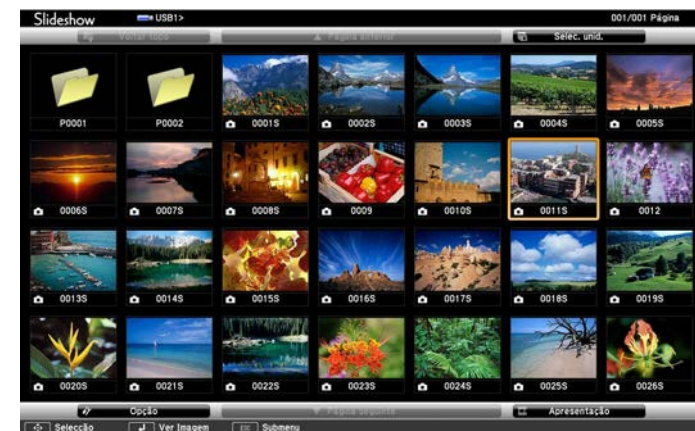 Slideshow USB1> 001/001 Página
Voltar topo ▲ Página anterior Selec. unid.
P0001 P0002 0001S 0002S 0003S 0004S 0005S
0006S 0007S 0008S 0009 0010S 0011S 0012
0013S 0014S 0015S 0016S 0017S 0018S 0019S
0020S 0021S 0022S 0023S 0024S 0025S 0026S
Opção ▼ Página seguinte Apresentação
Selecção Ver Imagem ESC Submenu